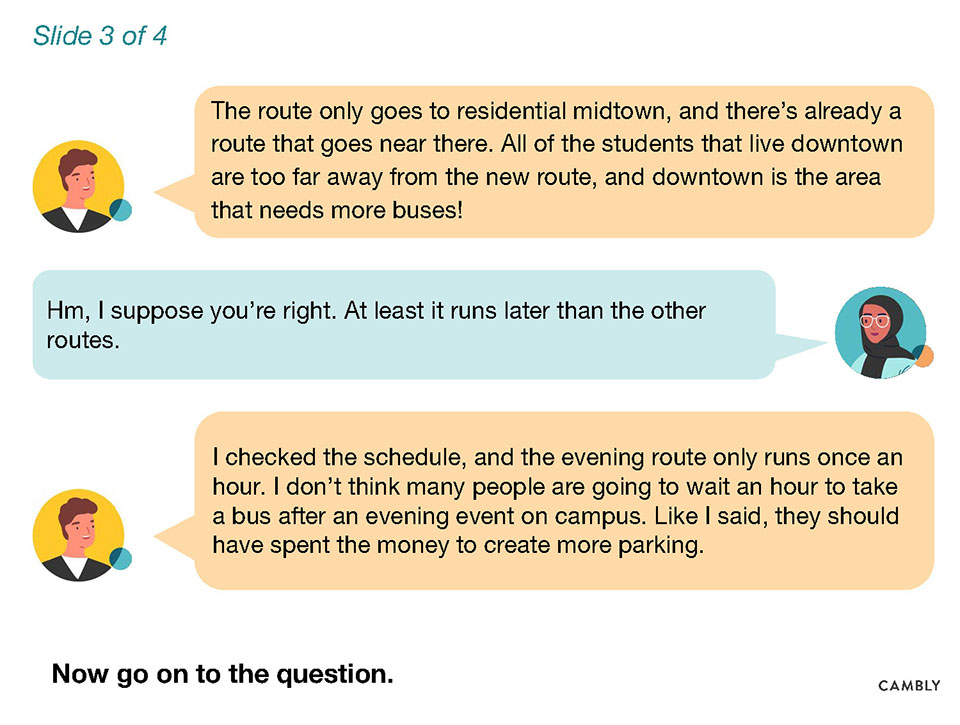 Slide 3 of 4
The route only goes to residential midtown, and there's already a
route that goes near there. All of the students that live downtown
are too far away from the new route, and downtown is the area
that needs more buses!
Hm, I suppose you're right. At least it runs later than the other
routes.
I checked the schedule, and the evening route only runs once an
hour. I don't think many people are going to wait an hour to take
a bus after an evening event on campus. Like I said, they should
have spent the money to create more parking.
Now go on to the question.
CAMBLY